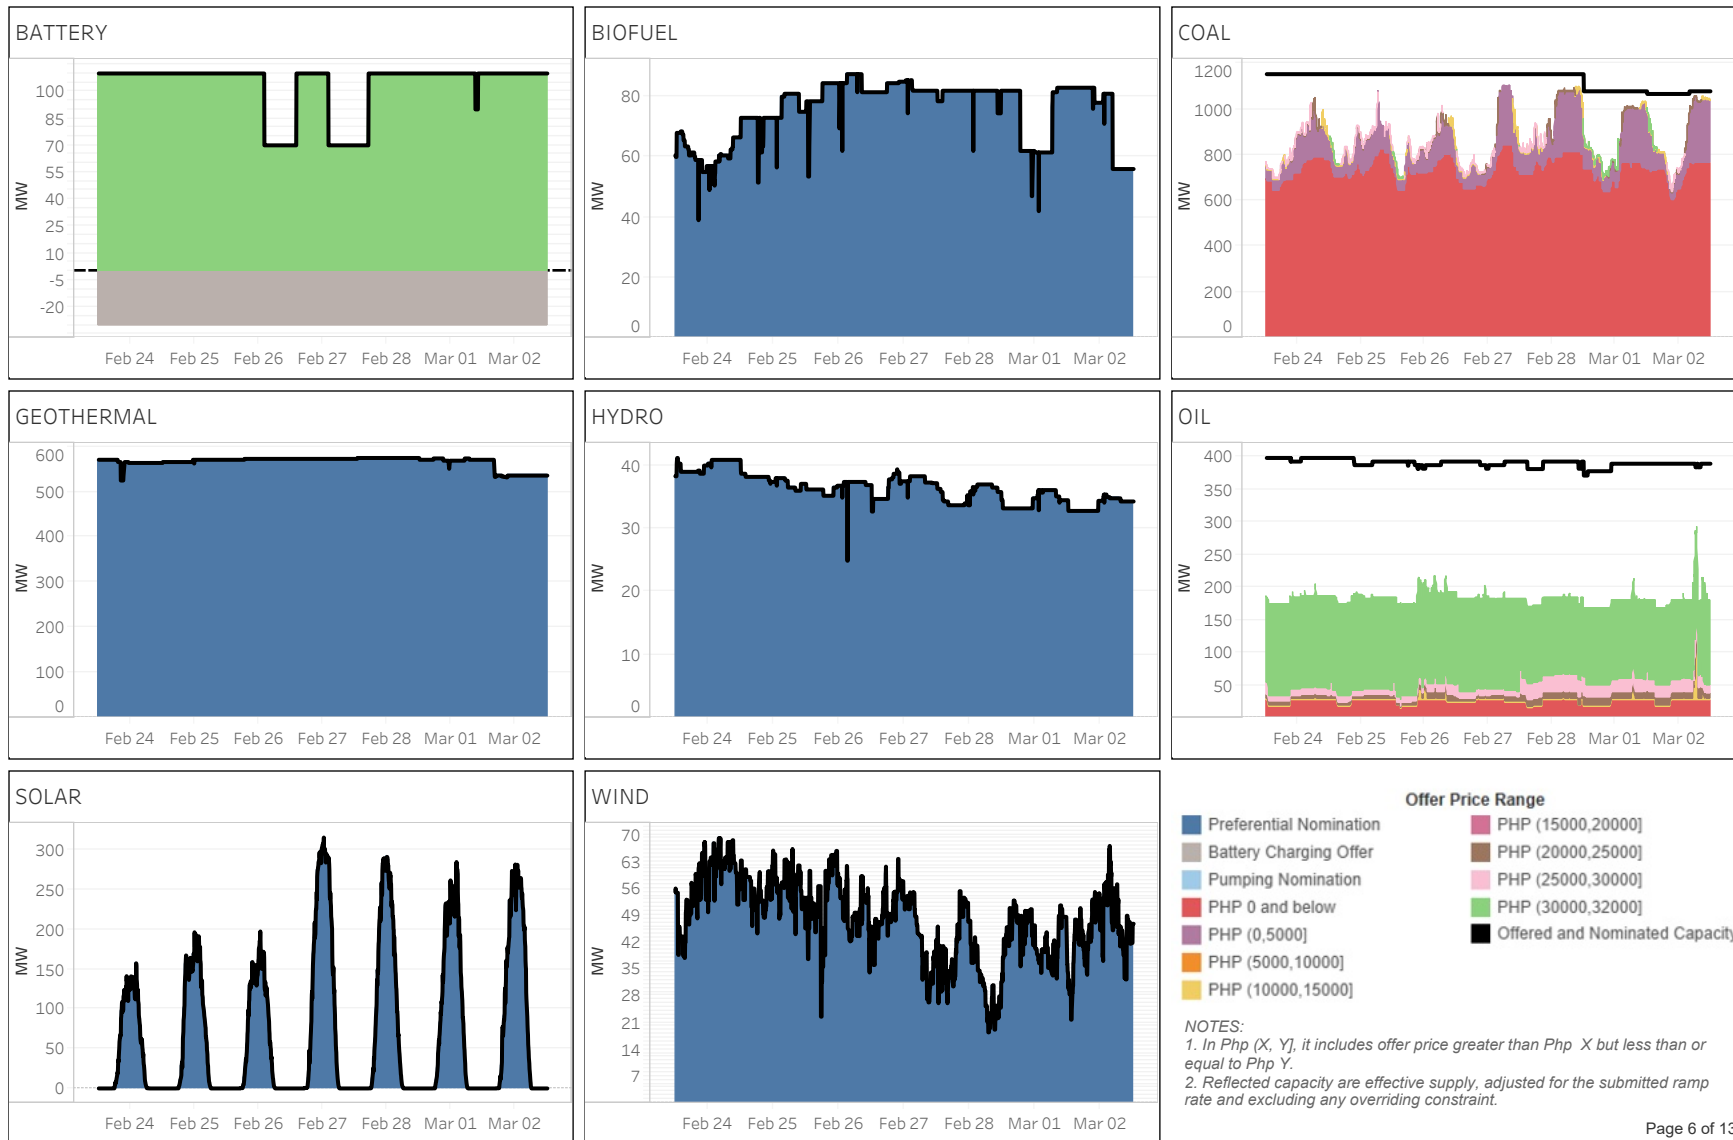 BATTERY
100
85
70
55
40
25
10
-5
-20
MW
Feb 24 Feb 25 Feb 26 Feb 27 Feb 28 Mar 01 Mar 02
BIOFUEL
80
60
40
20
0
MW
Feb 24 Feb 25 Feb 26 Feb 27 Feb 28 Mar 01 Mar 02
COAL
1200
1000
800
600
400
200
0
MW
Feb 24 Feb 25 Feb 26 Feb 27 Feb 28 Mar 01 Mar 02
GEOTHERMAL
600
500
400
300
200
100
0
MW
Feb 24 Feb 25 Feb 26 Feb 27 Feb 28 Mar 01 Mar 02
HYDRO
40
30
20
10
0
MW
Feb 24 Feb 25 Feb 26 Feb 27 Feb 28 Mar 01 Mar 02
OIL
400
350
300
250
200
150
100
50
MW
Feb 24 Feb 25 Feb 26 Feb 27 Feb 28 Mar 01 Mar 02
SOLAR
300
250
200
150
100
50
0
MW
Feb 24 Feb 25 Feb 26 Feb 27 Feb 28 Mar 01 Mar 02
WIND
70
63
56
49
42
35
28
21
14
7
MW
Feb 24 Feb 25 Feb 26 Feb 27 Feb 28 Mar 01 Mar 02
Offer Price Range
Preferential Nomination
Battery Charging Offer
Pumping Nomination
PHP 0 and below
PHP (0,5000]
PHP (5000,10000]
PHP (10000,15000]
PHP (15000,20000]
PHP (20000,25000]
PHP (25000,30000]
PHP (30000,32000]
Offered and Nominated Capacity
NOTES:
1. In Php (X, Y], it includes offer price greater than Php X but less than or
equal to Php Y.
2. Reflected capacity are effective supply, adjusted for the submitted ramp
rate and excluding any overriding constraint.
Page 6 of 13